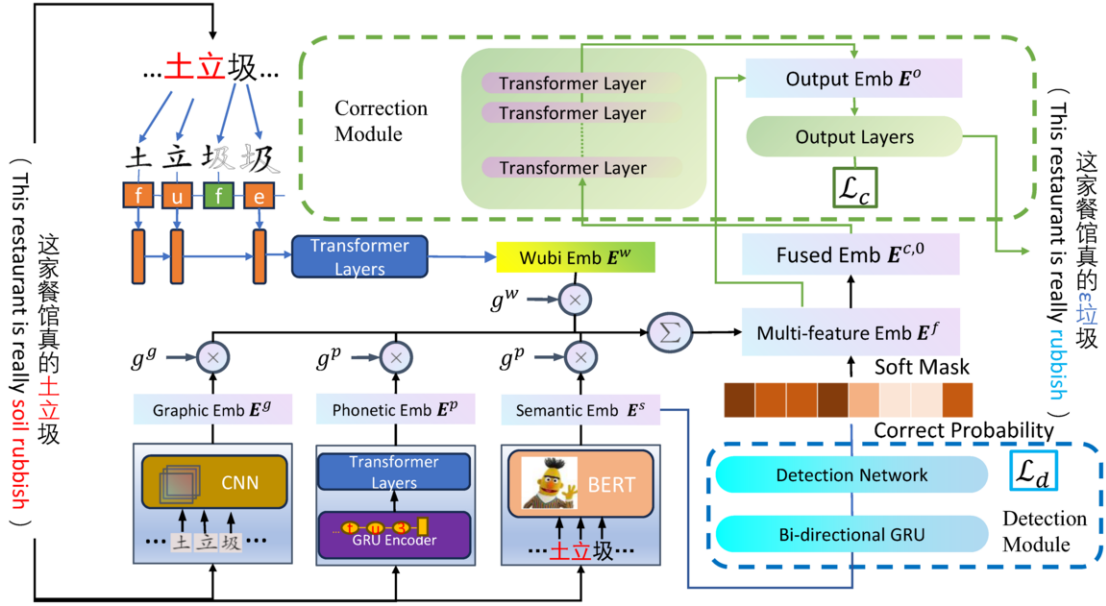 这家餐馆真的土立圾
( This restaurant is really soil rubbish )
...土立圾...
土 立 圾 圾
f u f e
Transformer Layers
Wubi Emb E^w
g^w
×
Correction Module
Transformer Layer
Transformer Layer
Transformer Layer
Output Emb E^o
Output Layers
ℒ_c
Fused Emb E^{c,0}
Multi-feature Emb E^f
Σ
g^g
×
g^p
×
g^p
×
Graphic Emb E^g
Phonetic Emb E^p
Semantic Emb E^s
CNN
...土立圾...
Transformer Layers
... t u 3
GRU Encoder
BERT
...土立圾...
Soft Mask
Correct Probability
Detection Network
ℒ_d
Bi-directional GRU
Detection Module
这家餐馆真的ε垃圾
( This restaurant is really rubbish )